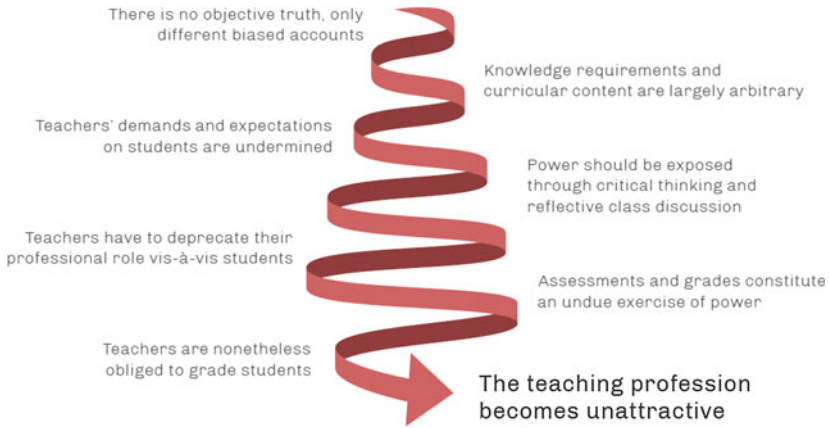 There is no objective truth, only
different biased accounts
Knowledge requirements and
curricular content are largely arbitrary
Teachers' demands and expectations
on students are undermined
Power should be exposed
through critical thinking and
reflective class discussion
Teachers have to deprecate their
professional role vis-à-vis students
Assessments and grades constitute
an undue exercise of power
Teachers are nonetheless
obliged to grade students
The teaching profession
becomes unattractive